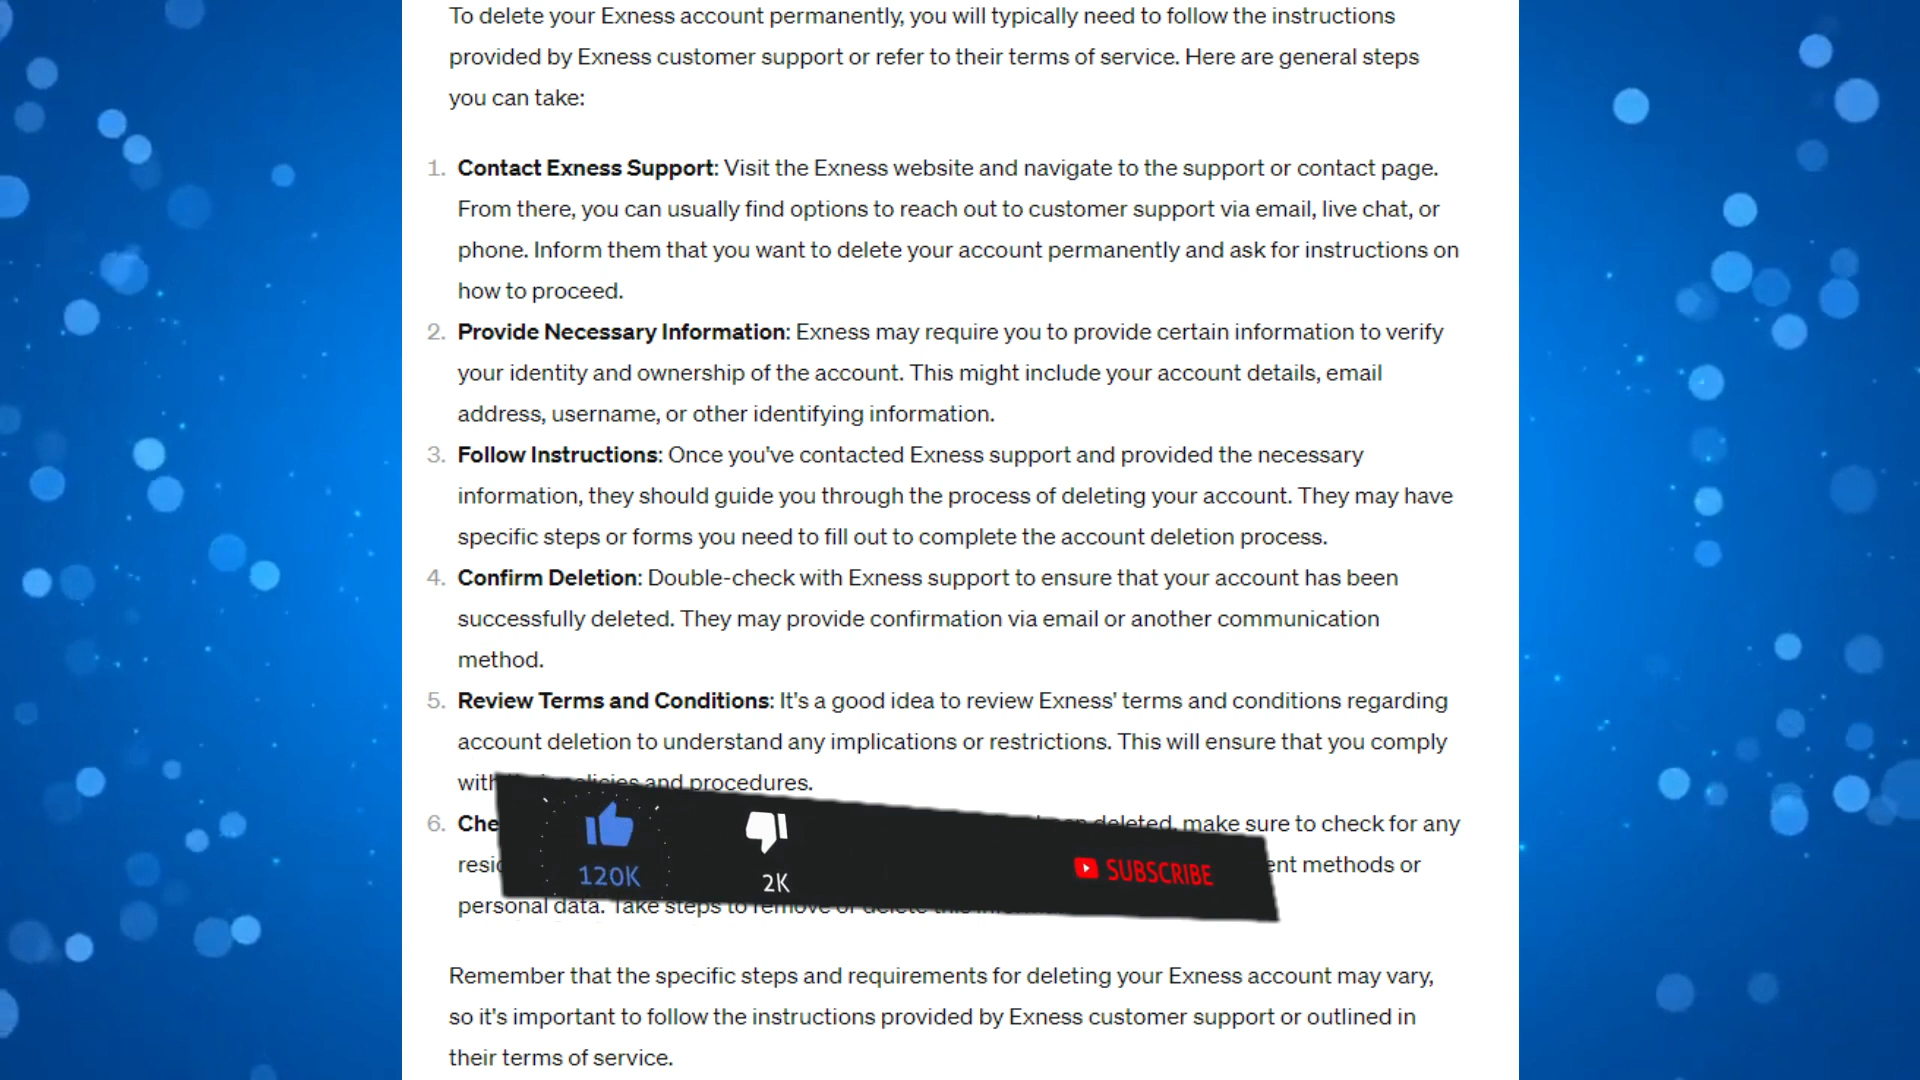 To delete your Exness account permanently, you will typically need to follow the instructions
provided by Exness customer support or refer to their terms of service. Here are general steps
you can take:
1. Contact Exness Support: Visit the Exness website and navigate to the support or contact page.
From there, you can usually find options to reach out to customer support via email, live chat, or
phone. Inform them that you want to delete your account permanently and ask for instructions on
how to proceed.
2. Provide Necessary Information: Exness may require you to provide certain information to verify
your identity and ownership of the account. This might include your account details, email
address, username, or other identifying information.
3. Follow Instructions: Once you've contacted Exness support and provided the necessary
information, they should guide you through the process of deleting your account. They may have
specific steps or forms you need to fill out to complete the account deletion process.
4. Confirm Deletion: Double-check with Exness support to ensure that your account has been
successfully deleted. They may provide confirmation via email or another communication
method.
5. Review Terms and Conditions: It's a good idea to review Exness' terms and conditions regarding
account deletion to understand any implications or restrictions. This will ensure that you comply
with policies and procedures.
6. deleted, make sure to check for any
methods or
personal data. Take steps to remove or delete this
120K
2K
SUBSCRIBE
Remember that the specific steps and requirements for deleting your Exness account may vary,
so it's important to follow the instructions provided by Exness customer support or outlined in
their terms of service.